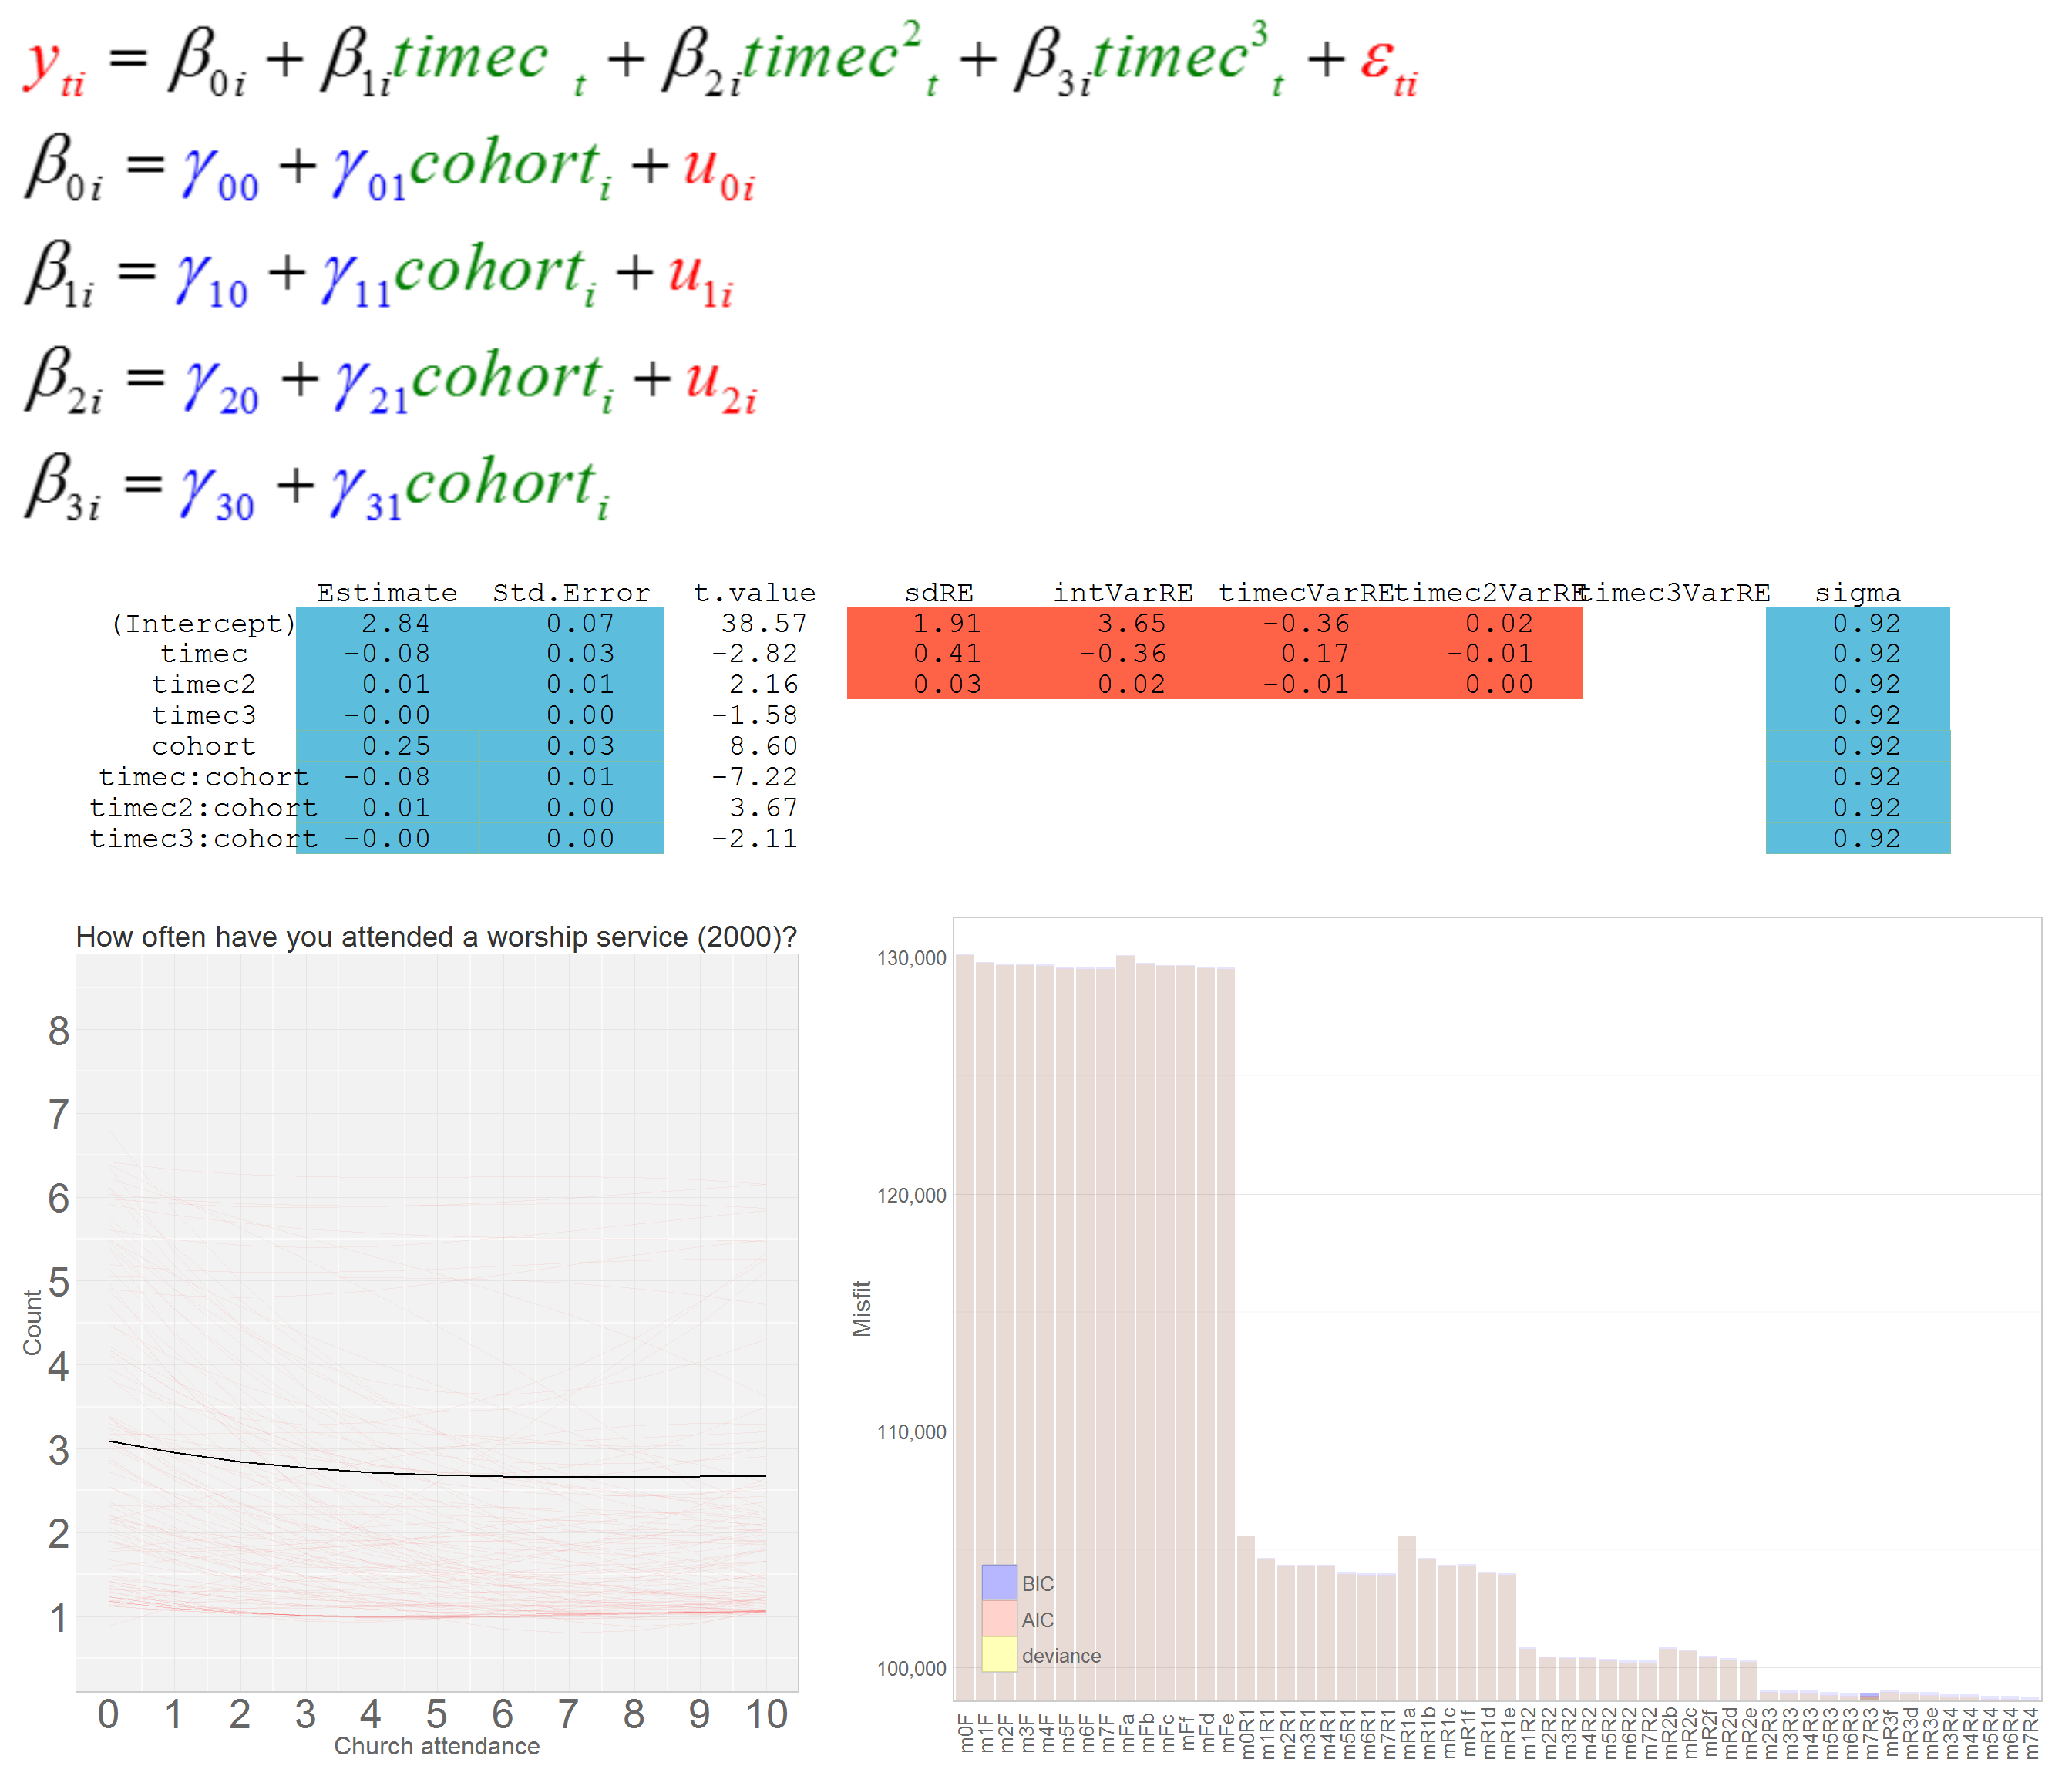 y_ti = β_0i + β_1i timec_t + β_2i timec²_t + β_3i timec³_t + ε_ti
β_0i = γ_00 + γ_01 cohort_i + u_0i
β_1i = γ_10 + γ_11 cohort_i + u_1i
β_2i = γ_20 + γ_21 cohort_i + u_2i
β_3i = γ_30 + γ_31 cohort_i
Estimate Std.Error t.value sdRE intVarRE timecVarRE timec2VarRE timec3VarRE sigma
(Intercept) 2.84 0.07 38.57 1.91 3.65 -0.36 0.02 0.92
timec -0.08 0.03 -2.82 0.41 -0.36 0.17 -0.01 0.92
timec2 0.01 0.01 2.16 0.03 0.02 -0.01 0.00 0.92
timec3 -0.00 0.00 -1.58 0.92
cohort 0.25 0.03 8.60 0.92
timec:cohort -0.08 0.01 -7.22 0.92
timec2:cohort 0.01 0.00 3.67 0.92
timec3:cohort -0.00 0.00 -2.11 0.92
How often have you attended a worship service (2000)?
Count
8
7
6
5
4
3
2
1
0 1 2 3 4 5 6 7 8 9 10
Church attendance
Misfit
130,000
120,000
110,000
100,000
BIC
AIC
deviance
m0F m1F m2F m3F m4F m5F m6F m7F mFa mFb mFc mFf mFd mFe m0R1 m1R1 m2R1 m3R1 m4R1 m5R1 m6R1 m7R1 mR1a mR1b mR1c mR1f mR1d mR1e m1R2 m2R2 m3R2 m4R2 m5R2 m6R2 m7R2 mR2b mR2c mR2f mR2d mR2e m2R3 m3R3 m4R3 m5R3 m6R3 m7R3 mR3f mR3d mR3e m3R4 m4R4 m5R4 m6R4 m7R4